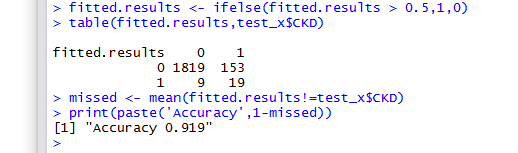 > fitted.results <- ifelse(fitted.results > 0.5,1,0)
> table(fitted.results,test_x$CKD)
fitted.results    0    1
             0 1819  153
             1    9   19
> missed <- mean(fitted.results!=test_x$CKD)
> print(paste('Accuracy',1-missed))
[1] "Accuracy 0.919"
>